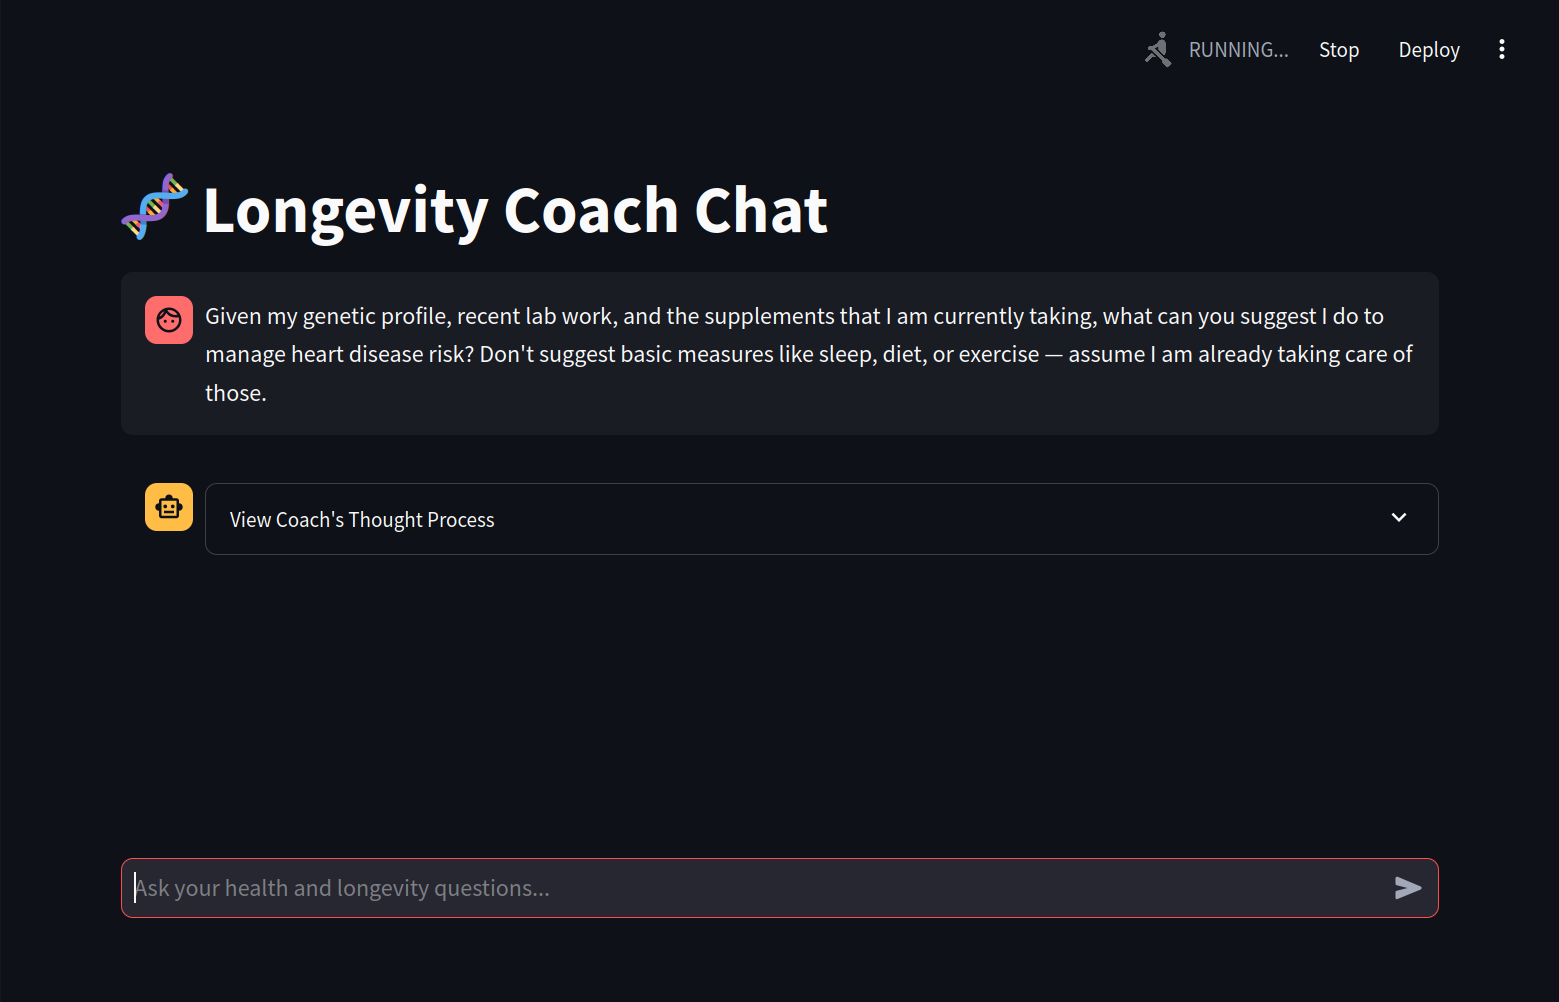 RUNNING...
Stop
Deploy
Longevity Coach Chat
Given my genetic profile, recent lab work, and the supplements that I am currently taking, what can you suggest I do to
manage heart disease risk? Don't suggest basic measures like sleep, diet, or exercise — assume I am already taking care of
those.
View Coach's Thought Process
Ask your health and longevity questions...